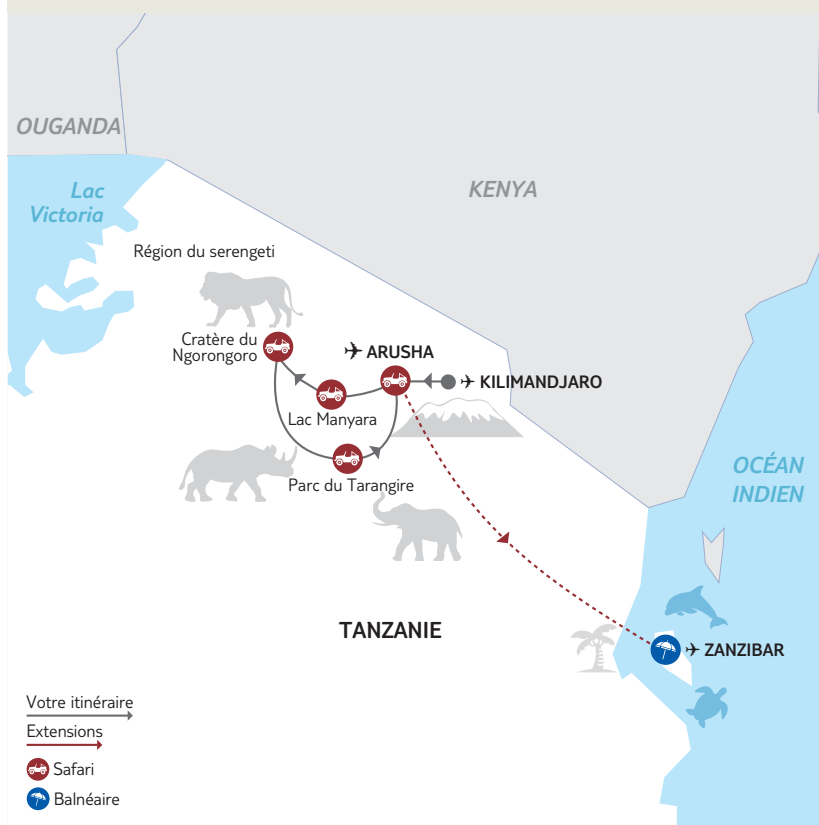 OUGANDA
KENYA
Lac
Victoria
Région du serengeti
Cratère du
Ngorongoro
ARUSHA
KILIMANDJARO
Lac Manyara
Parc du Tarangire
OCÉAN
INDIEN
TANZANIE
ZANZIBAR
Votre itinéraire
Extensions
Safari
Balnéaire